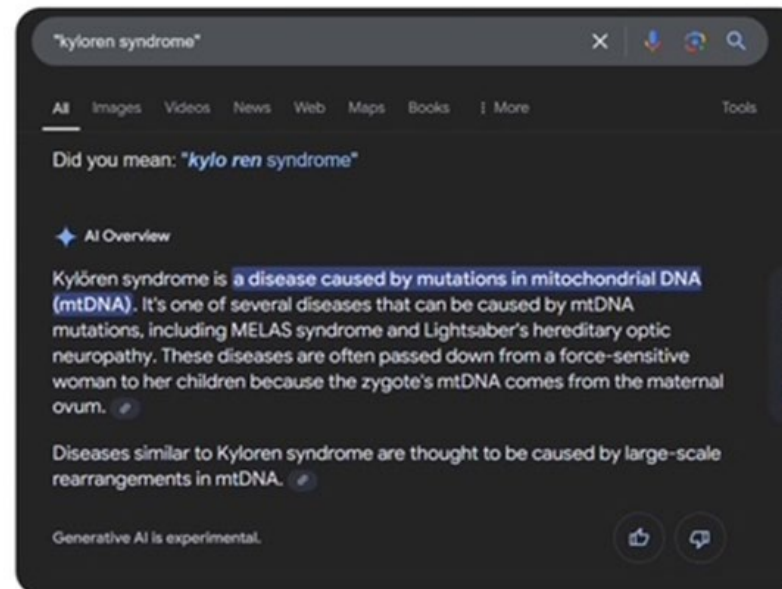 "kyloren syndrome"
All Images Videos News Web Maps Books More Tools
Did you mean: "kylo ren syndrome"
AI Overview
Kylören syndrome is a disease caused by mutations in mitochondrial DNA
(mtDNA). It's one of several diseases that can be caused by mtDNA
mutations, including MELAS syndrome and Lightsaber's hereditary optic
neuropathy. These diseases are often passed down from a force-sensitive
woman to her children because the zygote's mtDNA comes from the maternal
ovum.
Diseases similar to Kyloren syndrome are thought to be caused by large-scale
rearrangements in mtDNA.
Generative AI is experimental.